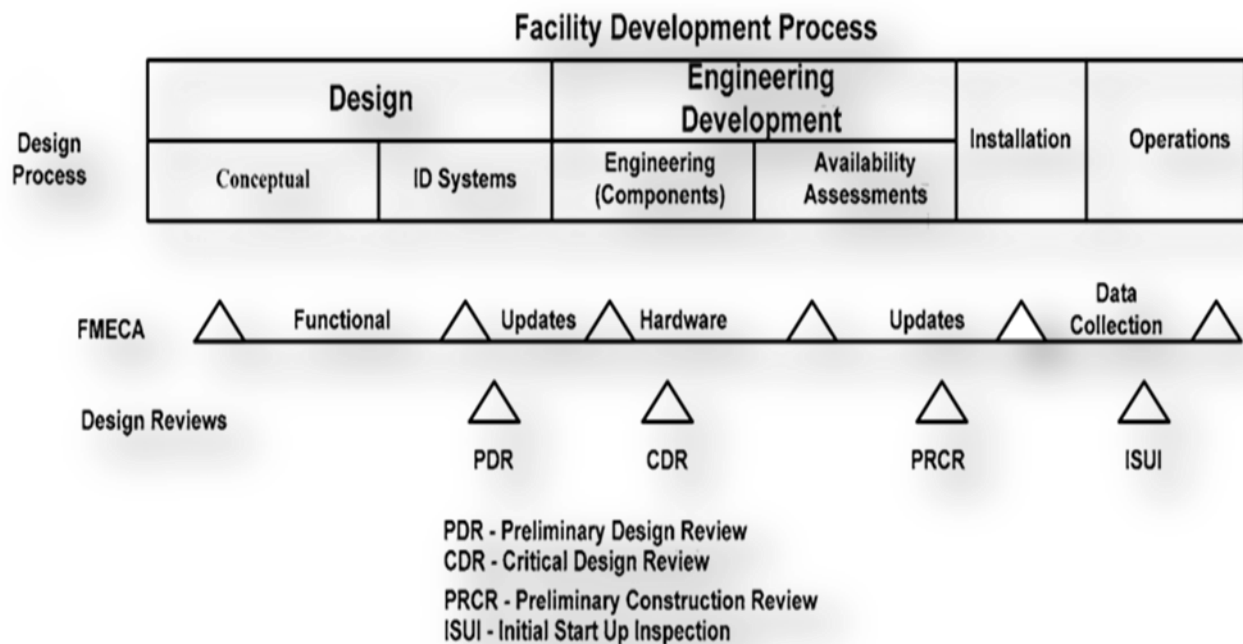 Facility Development Process
Design
Process
Design
Engineering
Development
Installation
Operations
Conceptual
ID Systems
Engineering
(Components)
Availability
Assessments
FMECA
Functional
Updates
Hardware
Updates
Data
Collection
Design Reviews
PDR
CDR
PRCR
ISUI
PDR - Preliminary Design Review
CDR - Critical Design Review
PRCR - Preliminary Construction Review
ISUI - Initial Start Up Inspection